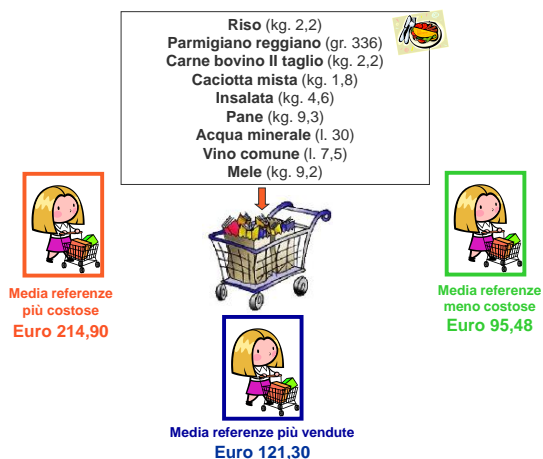 Riso (kg. 2,2)
Parmigiano reggiano (gr. 336)
Carne bovino II taglio (kg. 2,2)
Caciotta mista (kg. 1,8)
Insalata (kg. 4,6)
Pane (kg. 9,3)
Acqua minerale (l. 30)
Vino comune (l. 7,5)
Mele (kg. 9,2)
Media referenze
più costose
Euro 214,90
Media referenze
meno costose
Euro 95,48
Media referenze più vendute
Euro 121,30